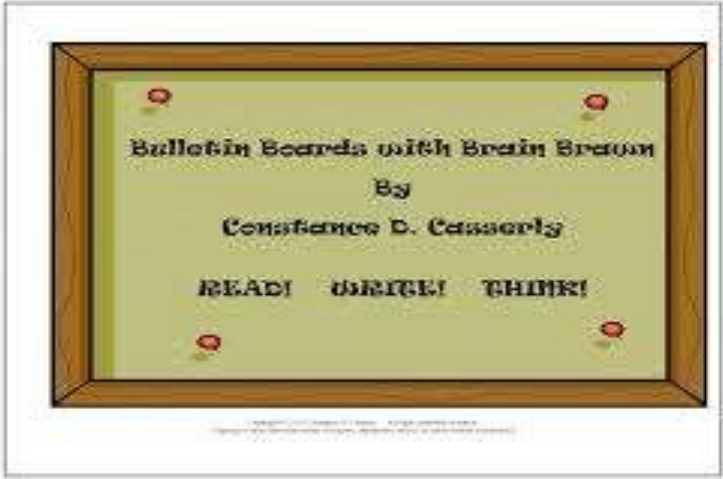 Bulletin Boards with Brain Brawn
By
Constance D. Casserly
READ! WRITE! THINK!